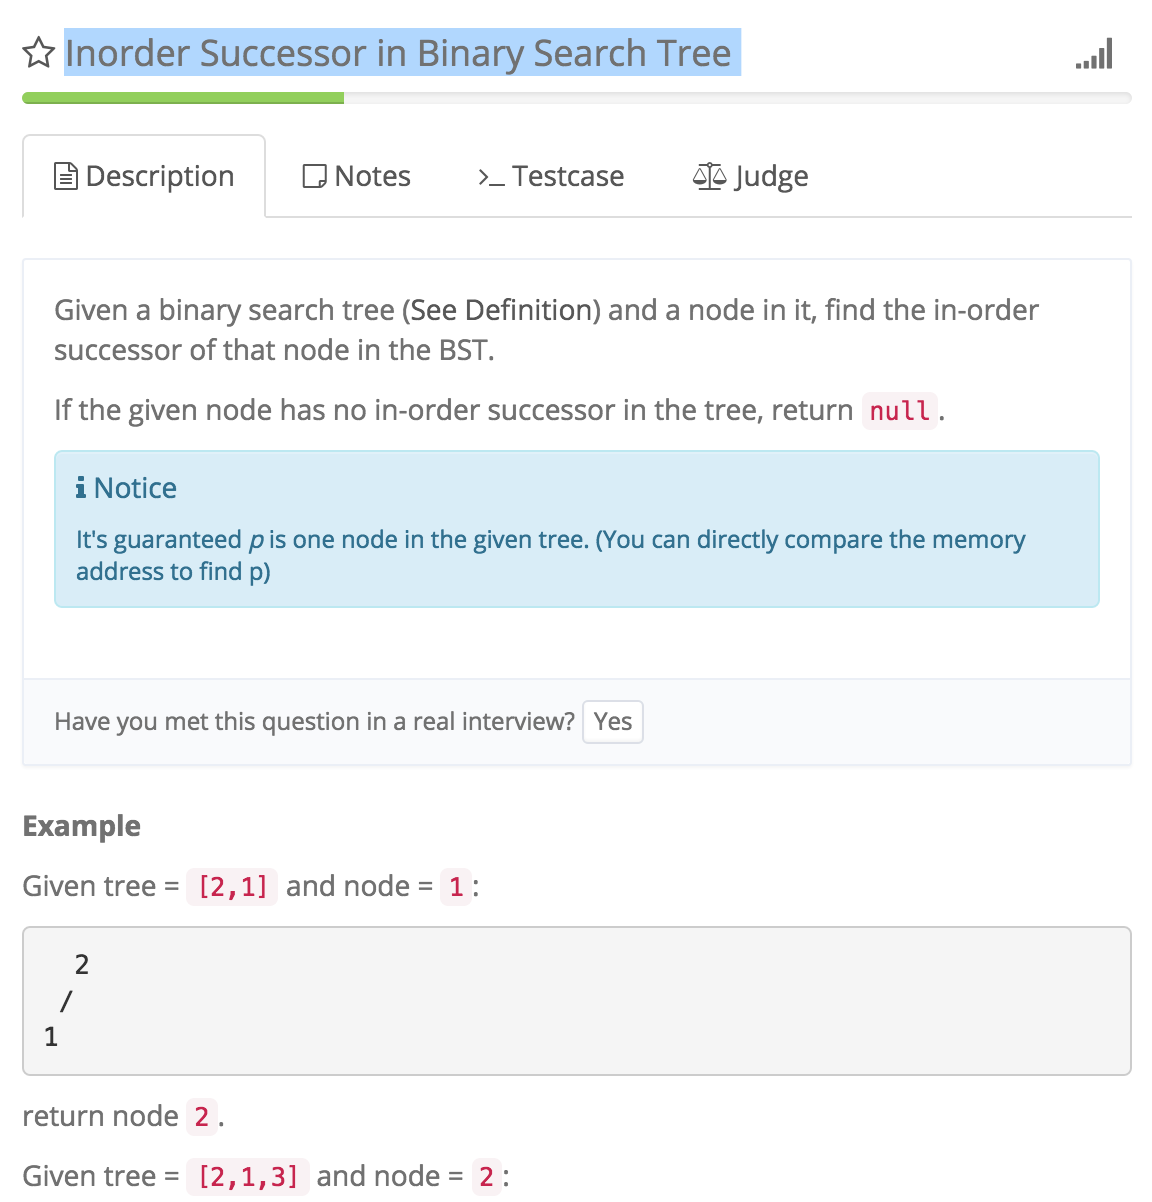 Inorder Successor in Binary Search Tree
Description Notes >_ Testcase Judge
Given a binary search tree (See Definition) and a node in it, find the in-order
successor of that node in the BST.
If the given node has no in-order successor in the tree, return null.
Notice
It's guaranteed p is one node in the given tree. (You can directly compare the memory
address to find p)
Have you met this question in a real interview? Yes
Example
Given tree = [2,1] and node = 1:
2
/
1
return node 2.
Given tree = [2,1,3] and node = 2: